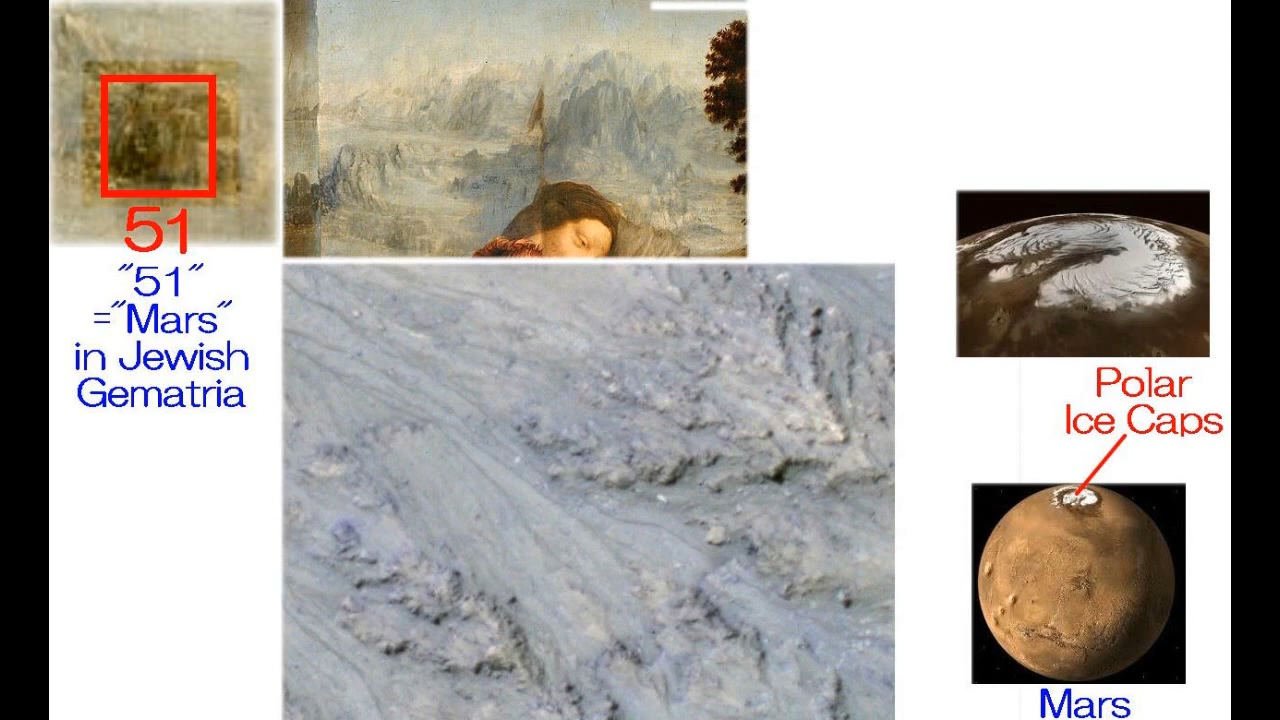 51
"51"
="Mars"
in Jewish
Gematria
Polar
Ice Caps
Mars